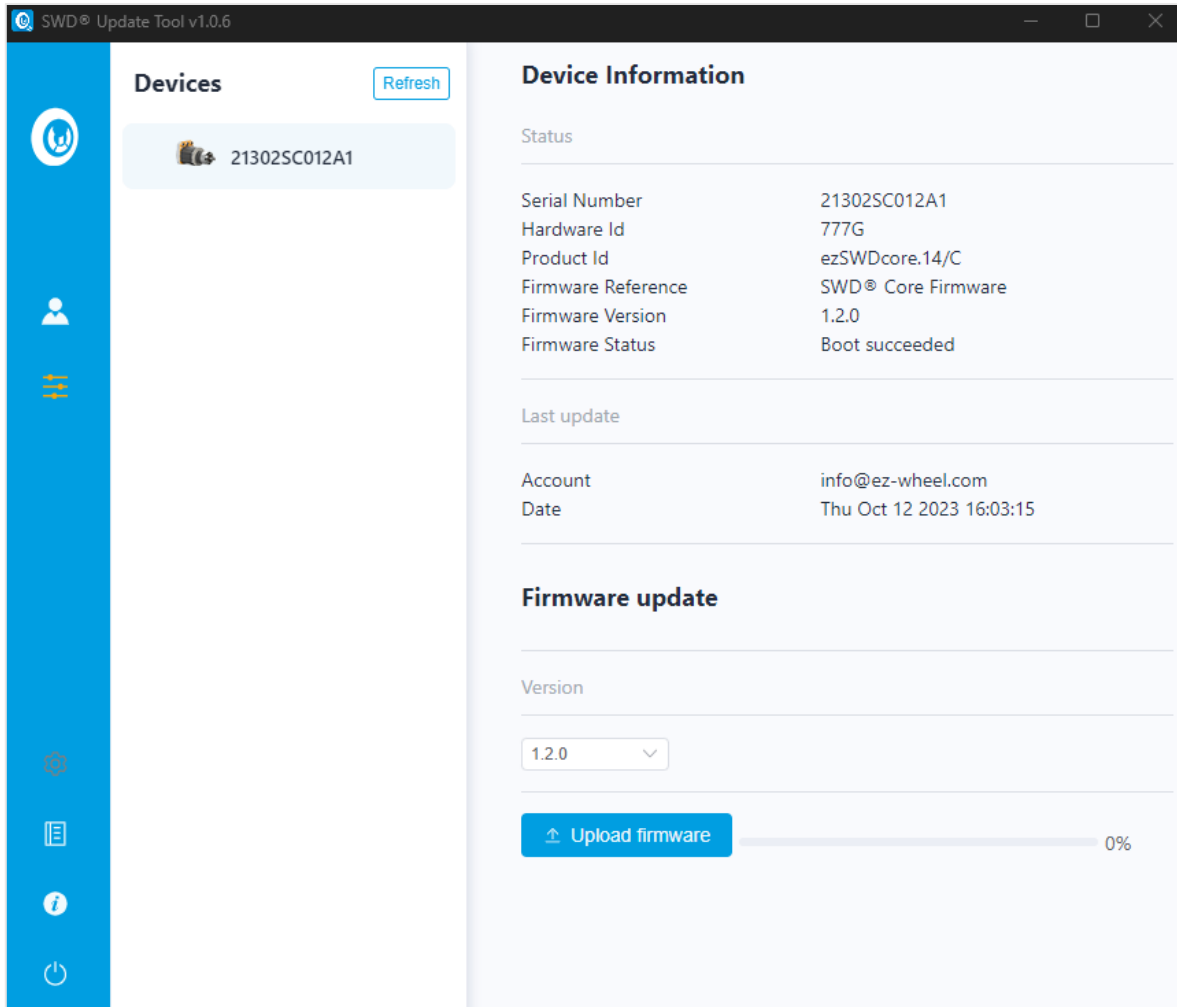 SWD® Update Tool v1.0.6
Devices
Refresh
21302SC012A1
Device Information
Status
Serial Number 21302SC012A1
Hardware Id 777G
Product Id ezSWDcore.14/C
Firmware Reference SWD® Core Firmware
Firmware Version 1.2.0
Firmware Status Boot succeeded
Last update
Account info@ez-wheel.com
Date Thu Oct 12 2023 16:03:15
Firmware update
Version
1.2.0
Upload firmware 0%